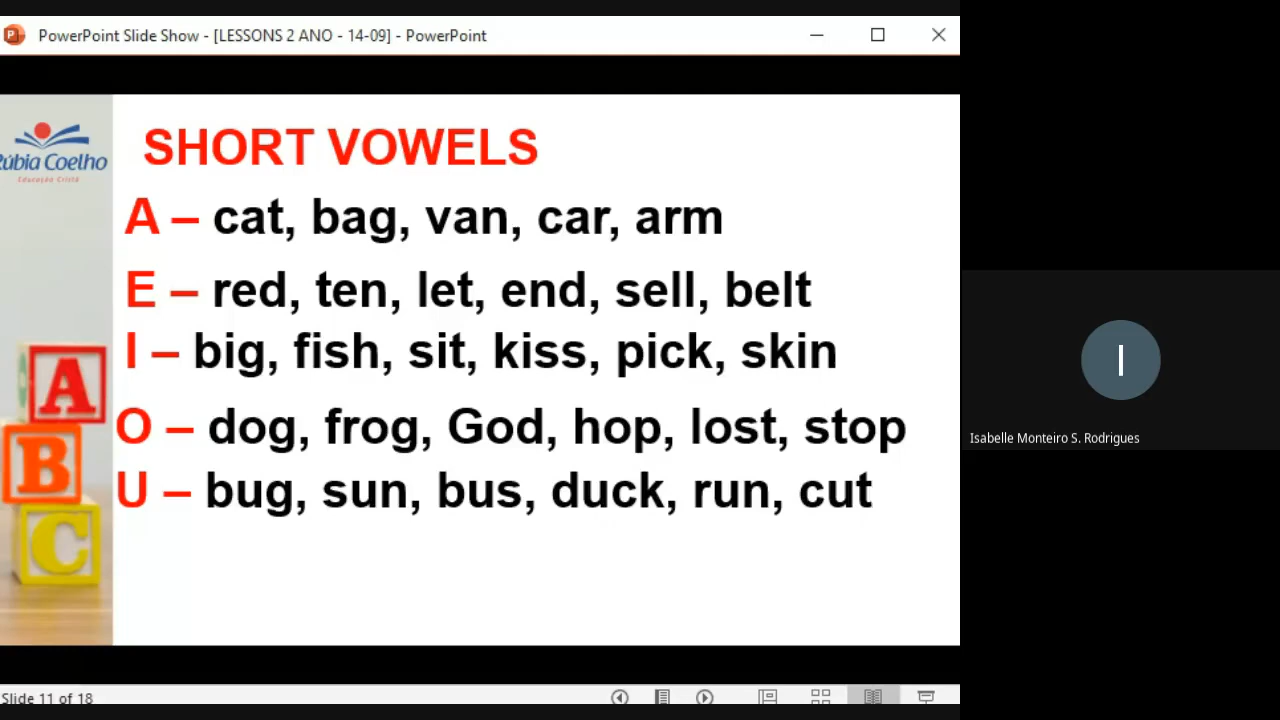 PowerPoint Slide Show - [LESSONS 2 ANO - 14-09] - PowerPoint
Rúbia Coelho
Educação Cristã
SHORT VOWELS
A – cat, bag, van, car, arm
E – red, ten, let, end, sell, belt
I – big, fish, sit, kiss, pick, skin
O – dog, frog, God, hop, lost, stop
U – bug, sun, bus, duck, run, cut
A
B
C
I
Isabelle Monteiro S. Rodrigues
Slide 11 of 18